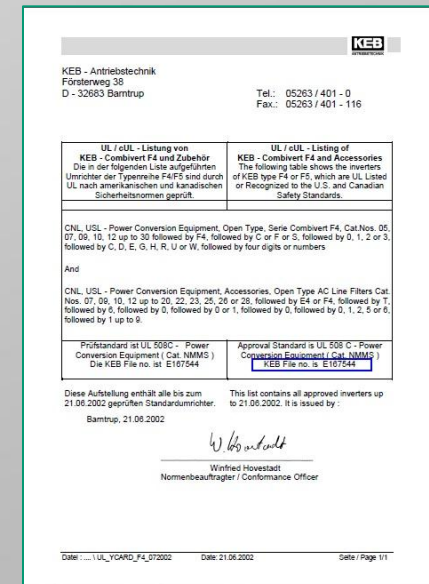 KEB
ANTRIEBSTECHNIK
KEB - Antriebstechnik
Försterweg 38
D - 32683 Barntrup
Tel.: 05263 / 401 - 0
Fax.: 05263 / 401 - 116
UL / cUL - Listung von
KEB - Combivert F4 und Zubehör
Die in der folgenden Liste aufgeführten
Umrichter der Typenreihe F4/F5 sind durch
UL nach amerikanischen und kanadischen
Sicherheitsnormen geprüft.
UL / cUL - Listing of
KEB - Combivert F4 and Accessories
The following table shows the inverters
of KEB type F4 or F5, which are UL Listed
or Recognized to the U.S. and Canadian
Safety Standards.
CNL, USL - Power Conversion Equipment, Open Type, Serie Combivert F4, Cat.Nos. 05,
07, 09, 10, 12 up to 30 followed by F4, followed by C or F or S, followed by 0, 1, 2 or 3,
followed by C, D, E, G, H, R, U or W, followed by four digits or numbers
And
CNL, USL - Power Conversion Equipment, Accessories, Open Type AC Line Filters Cat.
Nos. 07, 09, 10, 12 up to 20, 22, 23, 25, 26 or 28, followed by E4 or F4, followed by T,
followed by 6, followed by 0, followed by 0 or 1, followed by 0, followed by 0, 1, 2, 5 or 6,
followed by 1 up to 9.
Prüfstandard ist UL 508C - Power
Conversion Equipment ( Cat. NMMS )
Die KEB File no. ist E167544
Approval Standard is UL 508 C - Power
Conversion Equipment ( Cat. NMMS )
KEB File no. is E167544
Diese Aufstellung enthält alle bis zum
21.06.2002 geprüften Standardumrichter.
This list contains all approved inverters up
to 21.06.2002. It is issued by :
Barntrup, 21.06.2002
W. Hovestadt
Winfried Hovestadt
Normenbeauftragter / Conformance Officer
Datei : .... \ UL_YCARD_F4_072002
Date: 21.06.2002
Seite / Page 1/1